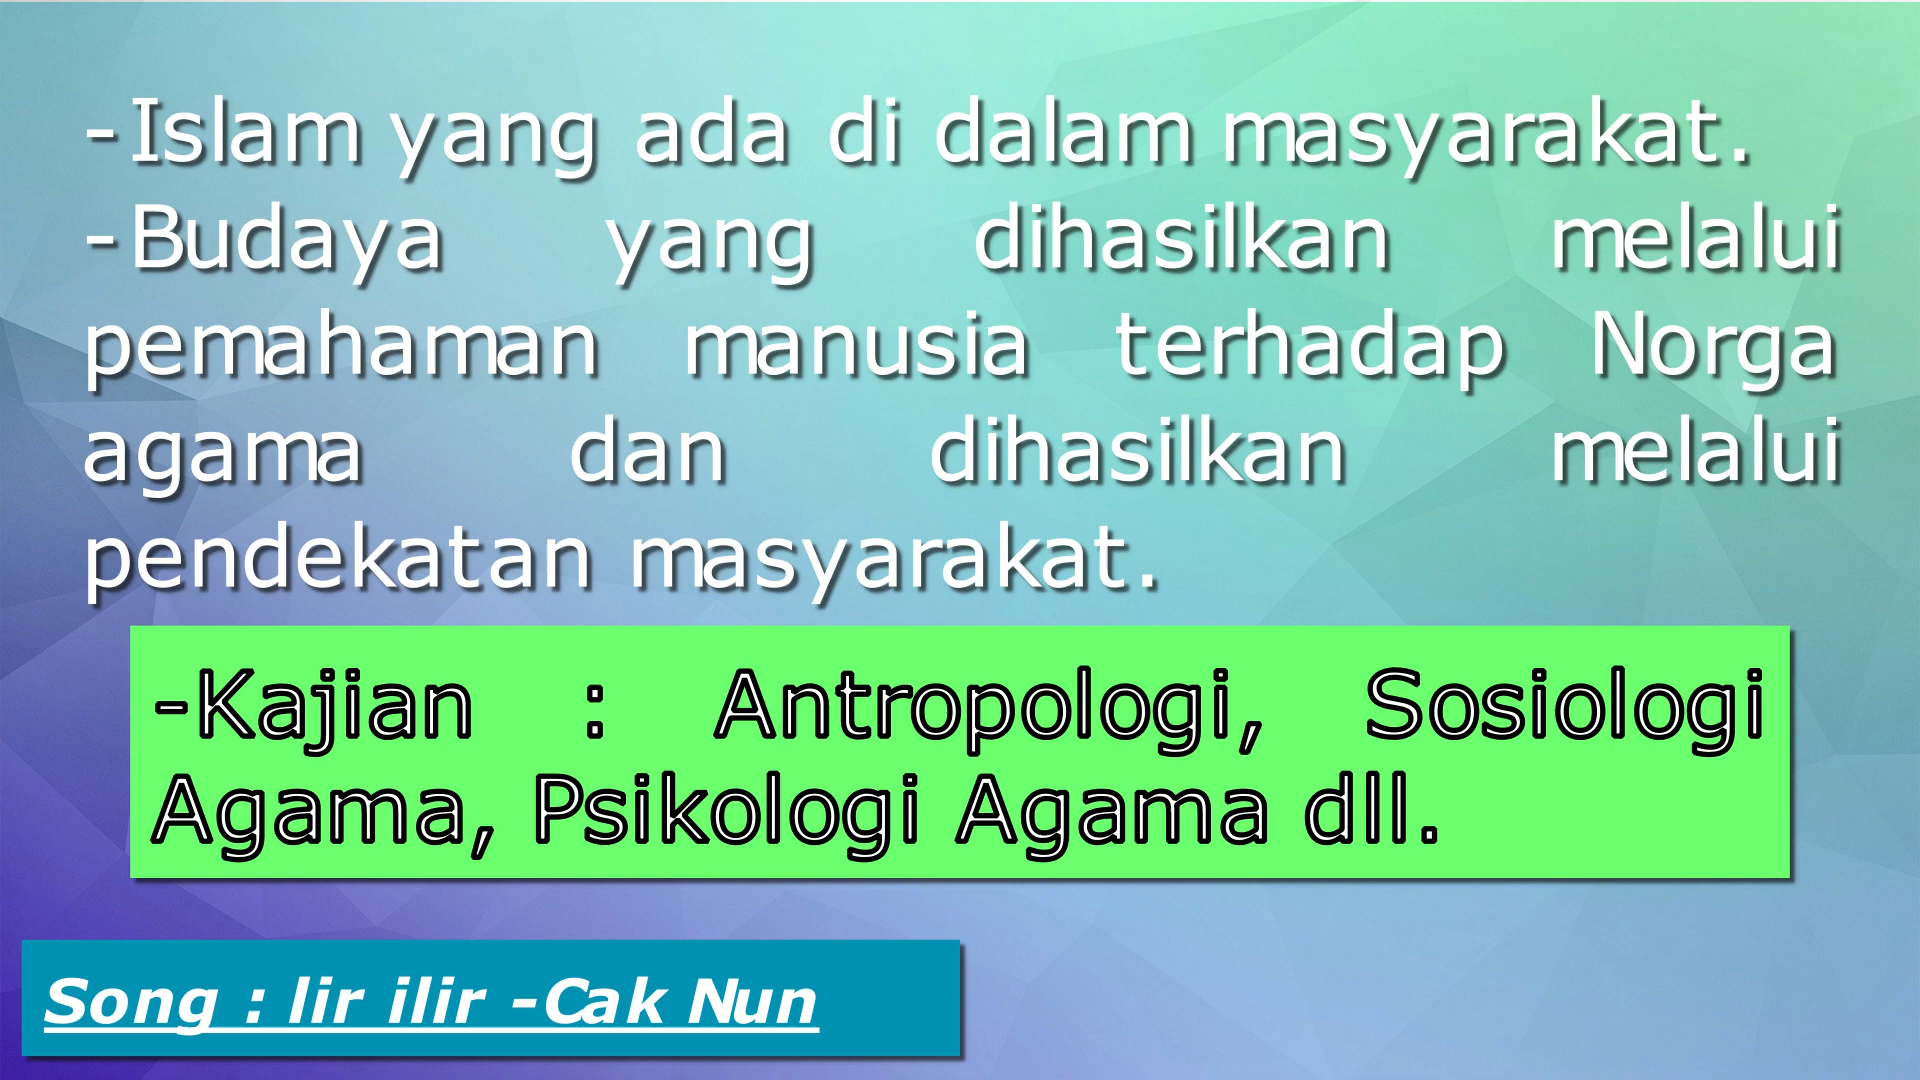 -Islam yang ada di dalam masyarakat.
-Budaya yang dihasilkan melalui
pemahaman manusia terhadap Norga
agama dan dihasilkan melalui
pendekatan masyarakat.
-Kajian : Antropologi, Sosiologi
Agama, Psikologi Agama dll.
Song : lir ilir -Cak Nun